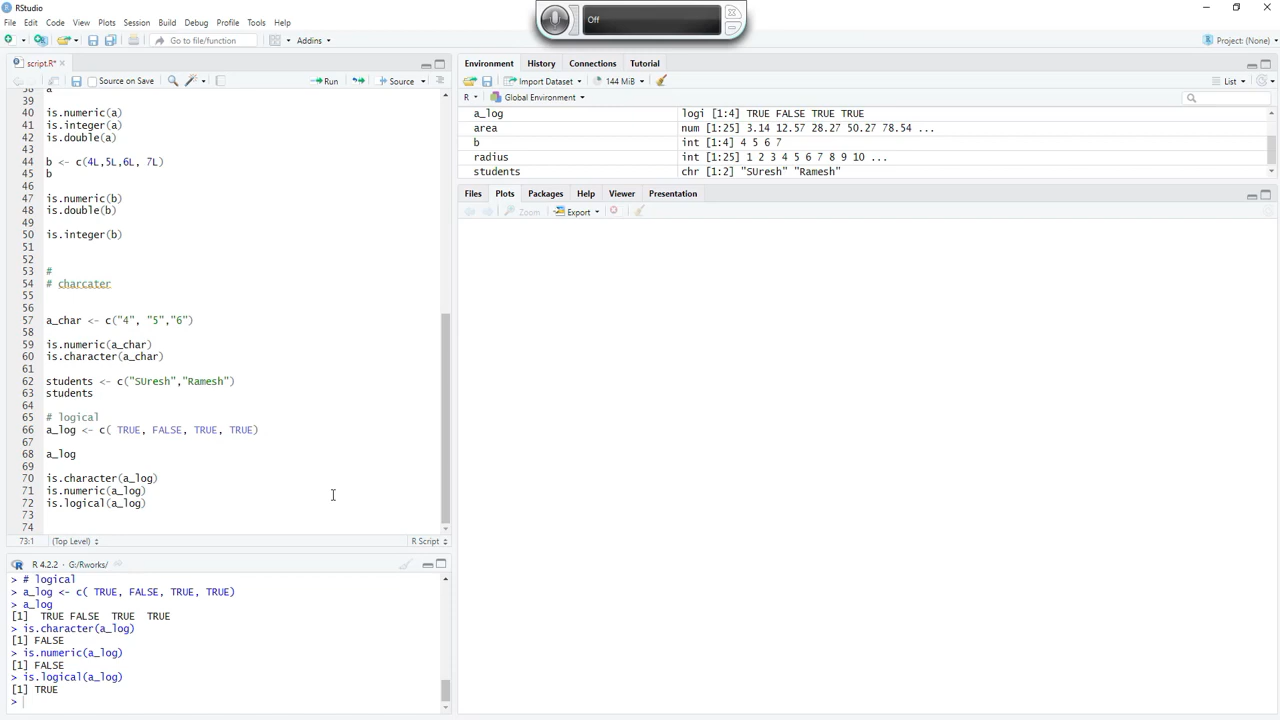 RStudio
Off
File Edit Code View Plots Session Build Debug Profile Tools Help
Go to file/function Addins
Project: (None)
script.R*
Source on Save Run Source
39
40 is.numeric(a)
41 is.integer(a)
42 is.double(a)
43
44 b <- c(4L,5L,6L, 7L)
45 b
46
47 is.numeric(b)
48 is.double(b)
49
50 is.integer(b)
51
52
53 #
54 # charcater
55
56
57 a_char <- c("4", "5","6")
58
59 is.numeric(a_char)
60 is.character(a_char)
61
62 students <- c("SUresh","Ramesh")
63 students
64
65 # logical
66 a_log <- c( TRUE, FALSE, TRUE, TRUE)
67
68 a_log
69
70 is.character(a_log)
71 is.numeric(a_log)
72 is.logical(a_log)
73
74
73:1 (Top Level) R Script
R 4.2.2 · G:/Rworks/
> # logical
> a_log <- c( TRUE, FALSE, TRUE, TRUE)
> a_log
[1] TRUE FALSE TRUE TRUE
> is.character(a_log)
[1] FALSE
> is.numeric(a_log)
[1] FALSE
> is.logical(a_log)
[1] TRUE
>
Environment History Connections Tutorial
Import Dataset 144 MiB List
R Global Environment
a_log logi [1:4] TRUE FALSE TRUE TRUE
area num [1:25] 3.14 12.57 28.27 50.27 78.54 ...
b int [1:4] 4 5 6 7
radius int [1:25] 1 2 3 4 5 6 7 8 9 10 ...
students chr [1:2] "SUresh" "Ramesh"
Files Plots Packages Help Viewer Presentation
Zoom Export